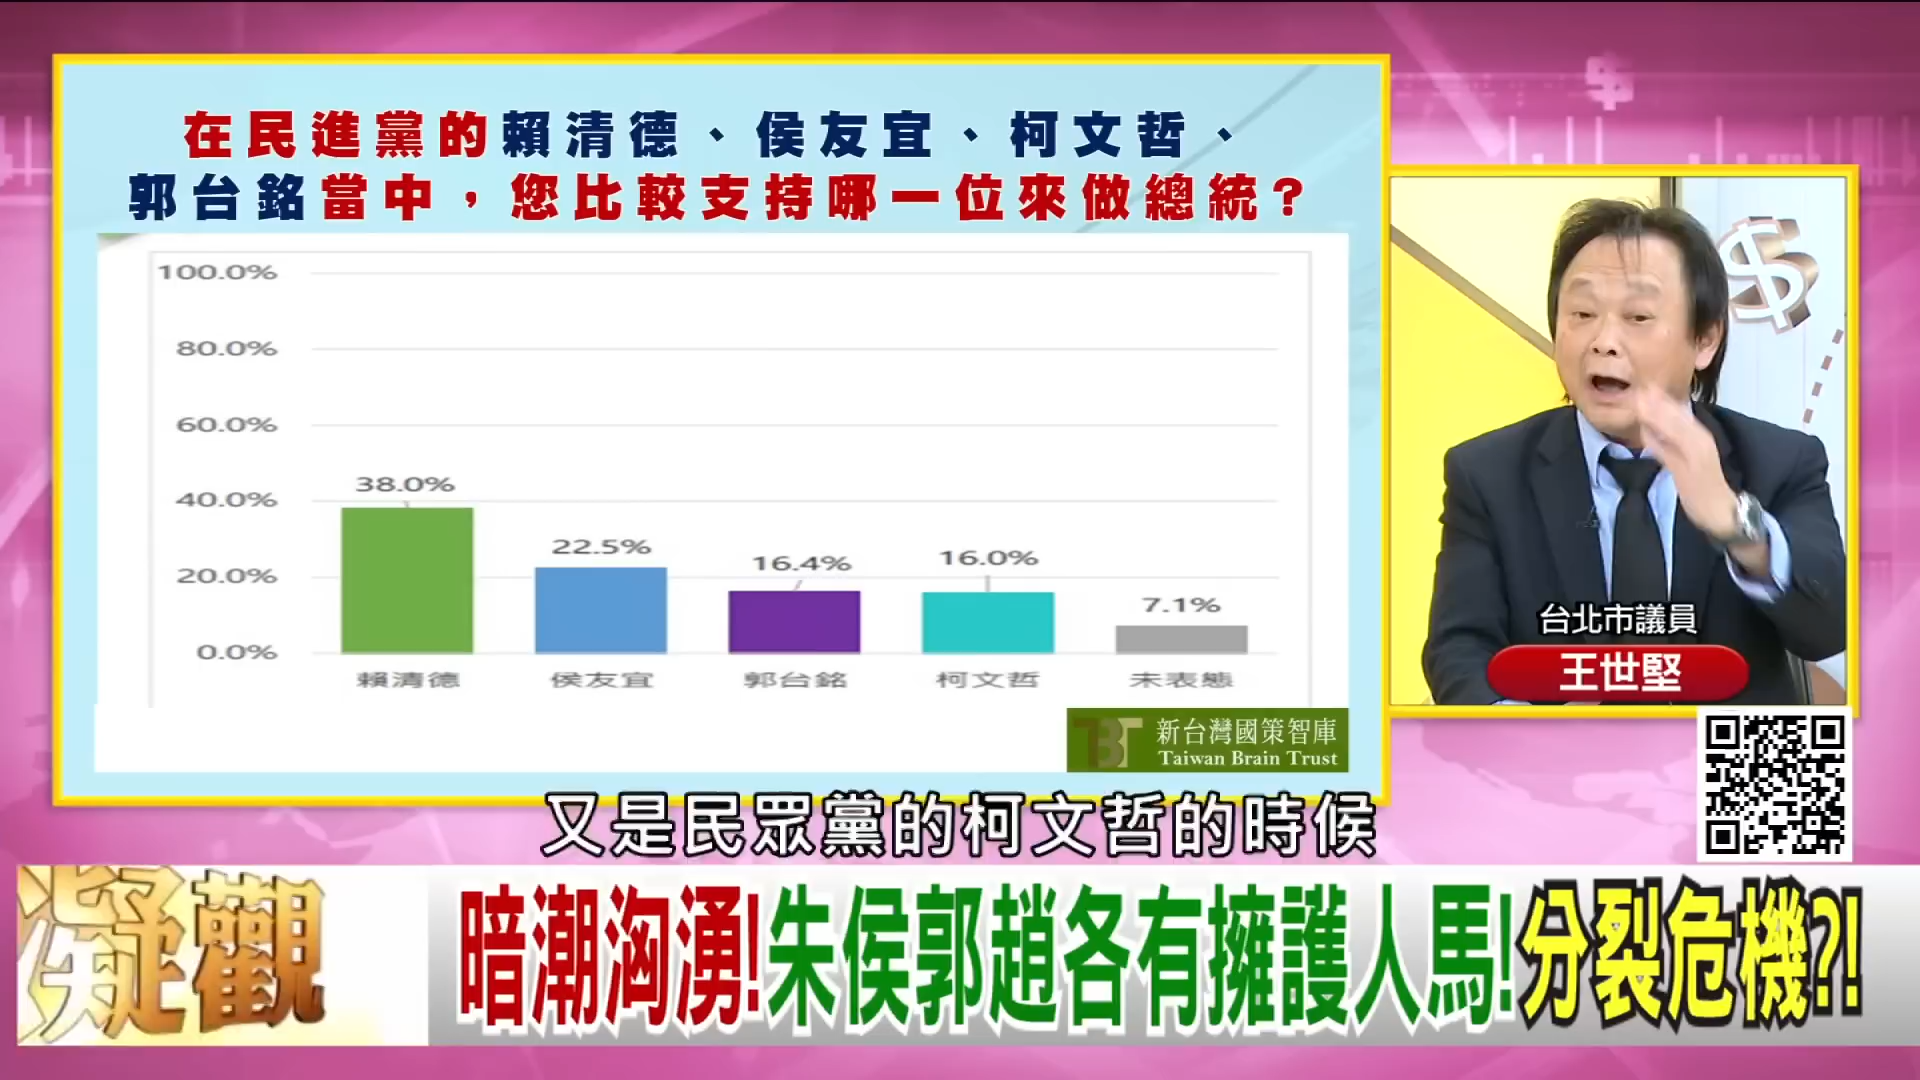 在民進黨的賴清德、侯友宜、柯文哲、
郭台銘當中，您比較支持哪一位來做總統？
100.0%
80.0%
60.0%
40.0%
20.0%
0.0%
38.0%
22.5%
16.4%
16.0%
7.1%
賴清德
侯友宜
郭台銘
柯文哲
未表態
TBT
新台灣國策智庫
Taiwan Brain Trust
台北市議員
王世堅
又是民眾黨的柯文哲的時候
癡觀
暗潮洶湧!朱侯郭趙各有擁護人馬!分裂危機?!